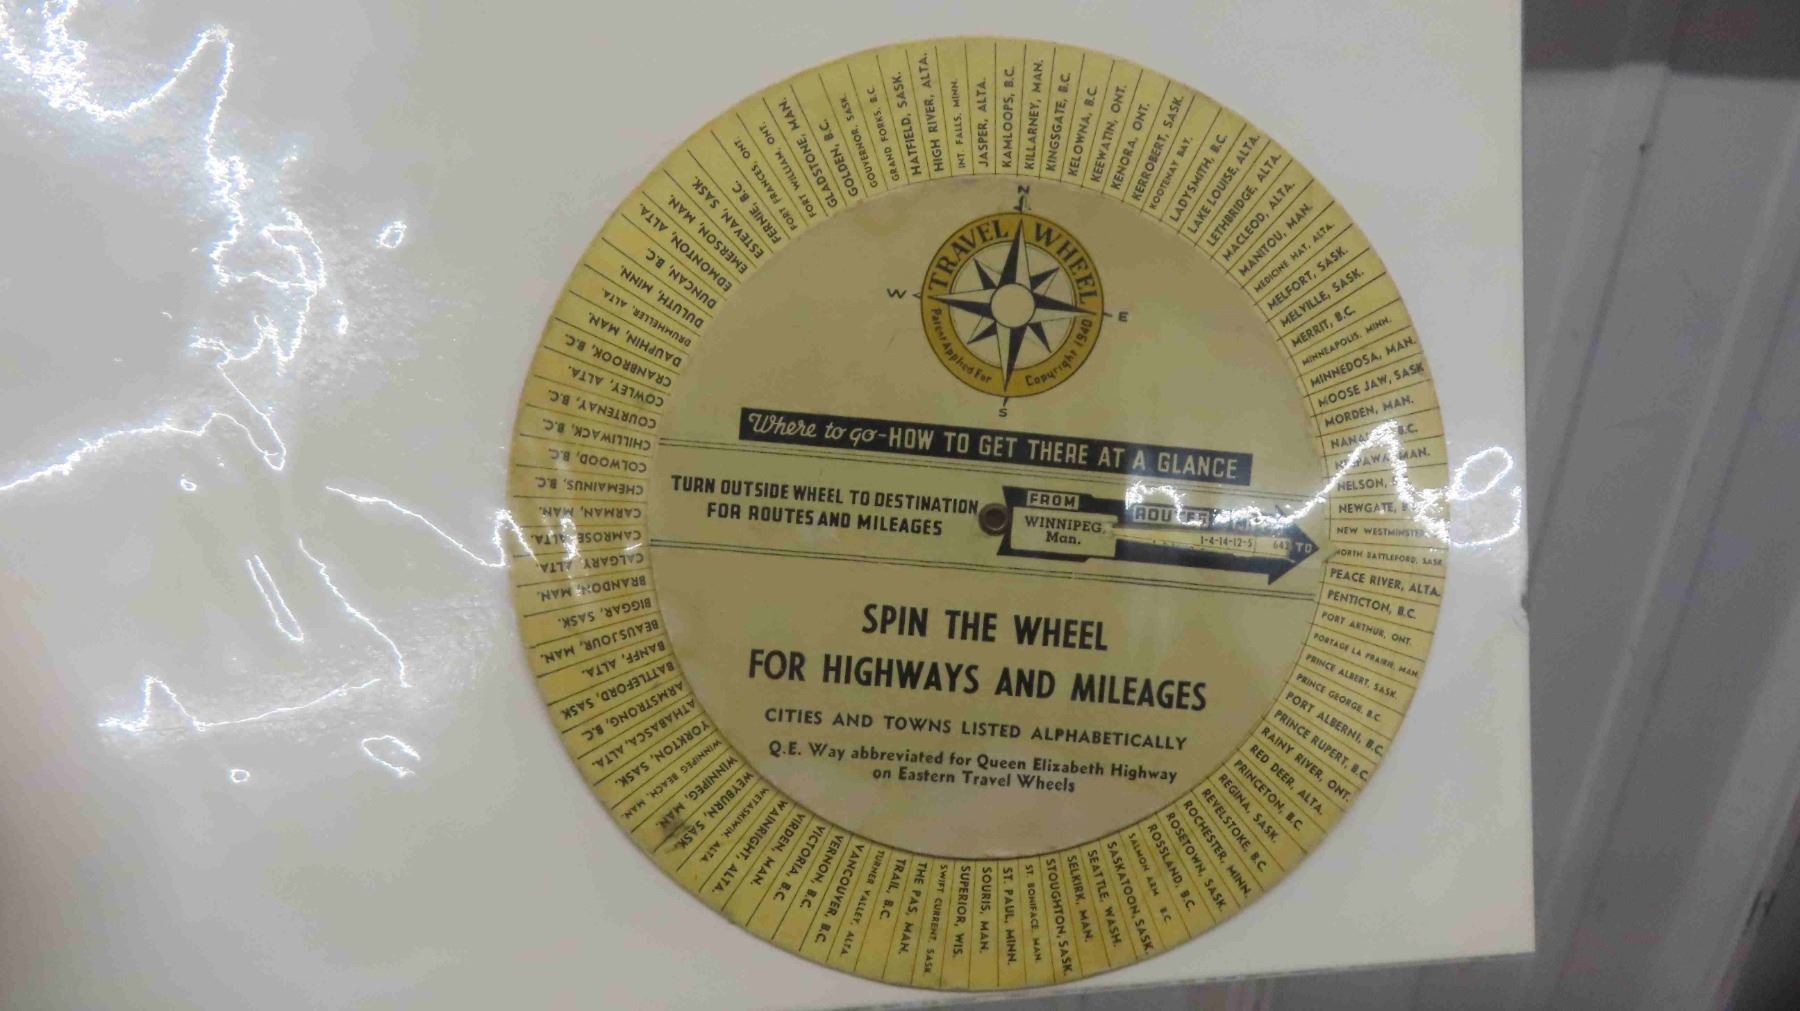 N
TRAVEL WHEEL
W
E
Patent Applied For
Copyright 1940
S
Where to go-HOW TO GET THERE AT A GLANCE
TURN OUTSIDE WHEEL TO DESTINATION
FOR ROUTES AND MILEAGES
FROM
WINNIPEG,
Man.
ROUTES
1-4-14-12-5
TO
SPIN THE WHEEL
FOR HIGHWAYS AND MILEAGES
CITIES AND TOWNS LISTED ALPHABETICALLY
Q.E. Way abbreviated for Queen Elizabeth Highway
on Eastern Travel Wheels
ATHABASCA, ALTA.
ARMSTRONG, B.C.
BATTLEFORD, SASK.
BANFF, ALTA.
BEAUSJOUR, MAN.
BIGGAR, SASK.
BRANDON, MAN.
CALGARY, ALTA.
CAMROSE, ALTA.
CARMAN, MAN.
CHEMAINUS, B.C.
COLWOOD, B.C.
CHILLIWACK, B.C.
COURTENAY, B.C.
COWLEY, ALTA.
CRANBROOK, B.C.
DAUPHIN, MAN.
DRUMHELLER, ALTA.
DULUTH, MINN.
DUNCAN, B.C.
EDMONTON, ALTA.
EMERSON, MAN.
ESTEVAN, SASK.
FERNIE, B.C.
FORT FRANCES, ONT.
FORT WILLIAM, ONT.
GLADSTONE, MAN.
GOLDEN, B.C.
GOUVERNOR, SASK.
GRAND FORKS, B.C.
HATFIELD, SASK.
HIGH RIVER, ALTA.
INT. FALLS, MINN.
JASPER, ALTA.
KAMLOOPS, B.C.
KILLARNEY, MAN.
KINGSGATE, B.C.
KELOWNA, B.C.
KEEWATIN, ONT.
KENORA, ONT.
KERROBERT, SASK.
KOOTENAY BAY.
LADYSMITH, B.C.
LAKE LOUISE, ALTA.
LETHBRIDGE, ALTA.
MACLEOD, ALTA.
MANITOU, MAN.
MEDICINE HAT, ALTA.
MELFORT, SASK.
MELVILLE, SASK.
MERRIT, B.C.
MINNEAPOLIS, MINN.
MINNEDOSA, MAN.
MOOSE JAW, SASK
MORDEN, MAN.
B.C.
MAN.
NELSON,
NEWGATE,
NEW WESTMINSTER
NORTH BATTLEFORD, SASK
PEACE RIVER, ALTA.
PENTICTON, B.C.
PORT ARTHUR, ONT.
PORTAGE LA PRAIRIE, MAN.
PRINCE ALBERT, SASK.
PRINCE GEORGE, B.C.
PORT ALBERNI, B.C.
PRINCE RUPERT, B.C.
RAINY RIVER, ONT.
RED DEER, ALTA.
PRINCETON, B.C.
REGINA, SASK.
REVELSTOKE, B.C.
ROCHESTER, MINN.
ROSETOWN, SASK.
ROSSLAND, B.C.
SALMON ARM B.C.
SASKATOON, SASK.
SEATTLE, WASH.
SELKIRK, MAN.
STOUGHTON, SASK.
ST. BONIFACE, MAN.
ST. PAUL, MINN.
SOURIS, MAN.
SUPERIOR, WIS.
SWIFT CURRENT, SASK.
THE PAS, MAN.
TRAIL, B.C.
TURNER VALLEY, ALTA
VANCOUVER, B.C.
VERNON, B.C.
VICTORIA, B.C.
VIRDEN, MAN.
WAINRIGHT, ALTA.
WETASKIWIN, ALTA
WEYBURN, SASK.
WINNIPEG, MAN.
WINNIPEG BEACH, MAN.
YORKTON, SASK.